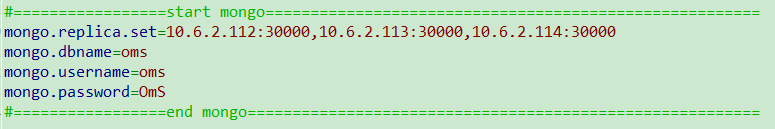 #================start mongo=====================================================
mongo.replica.set=10.6.2.112:30000,10.6.2.113:30000,10.6.2.114:30000
mongo.dbname=oms
mongo.username=oms
mongo.password=OmS
#================end mongo=======================================================